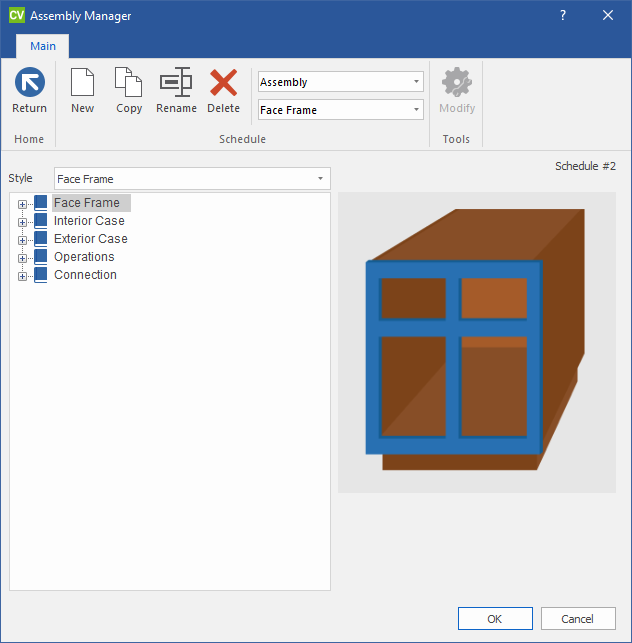 CV Assembly Manager ?
Main
Return New Copy Rename Delete Modify
Assembly
Face Frame
Home Schedule Tools
Schedule #2
Style Face Frame
Face Frame
Interior Case
Exterior Case
Operations
Connection
OK Cancel